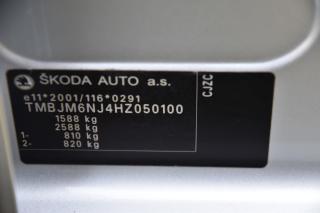 ŠKODA AUTO a.s.
e11*2001/116*0291
TMBJM6NJ4HZ050100
1588 kg
2588 kg
1- 810 kg
2- 820 kg
CJZC